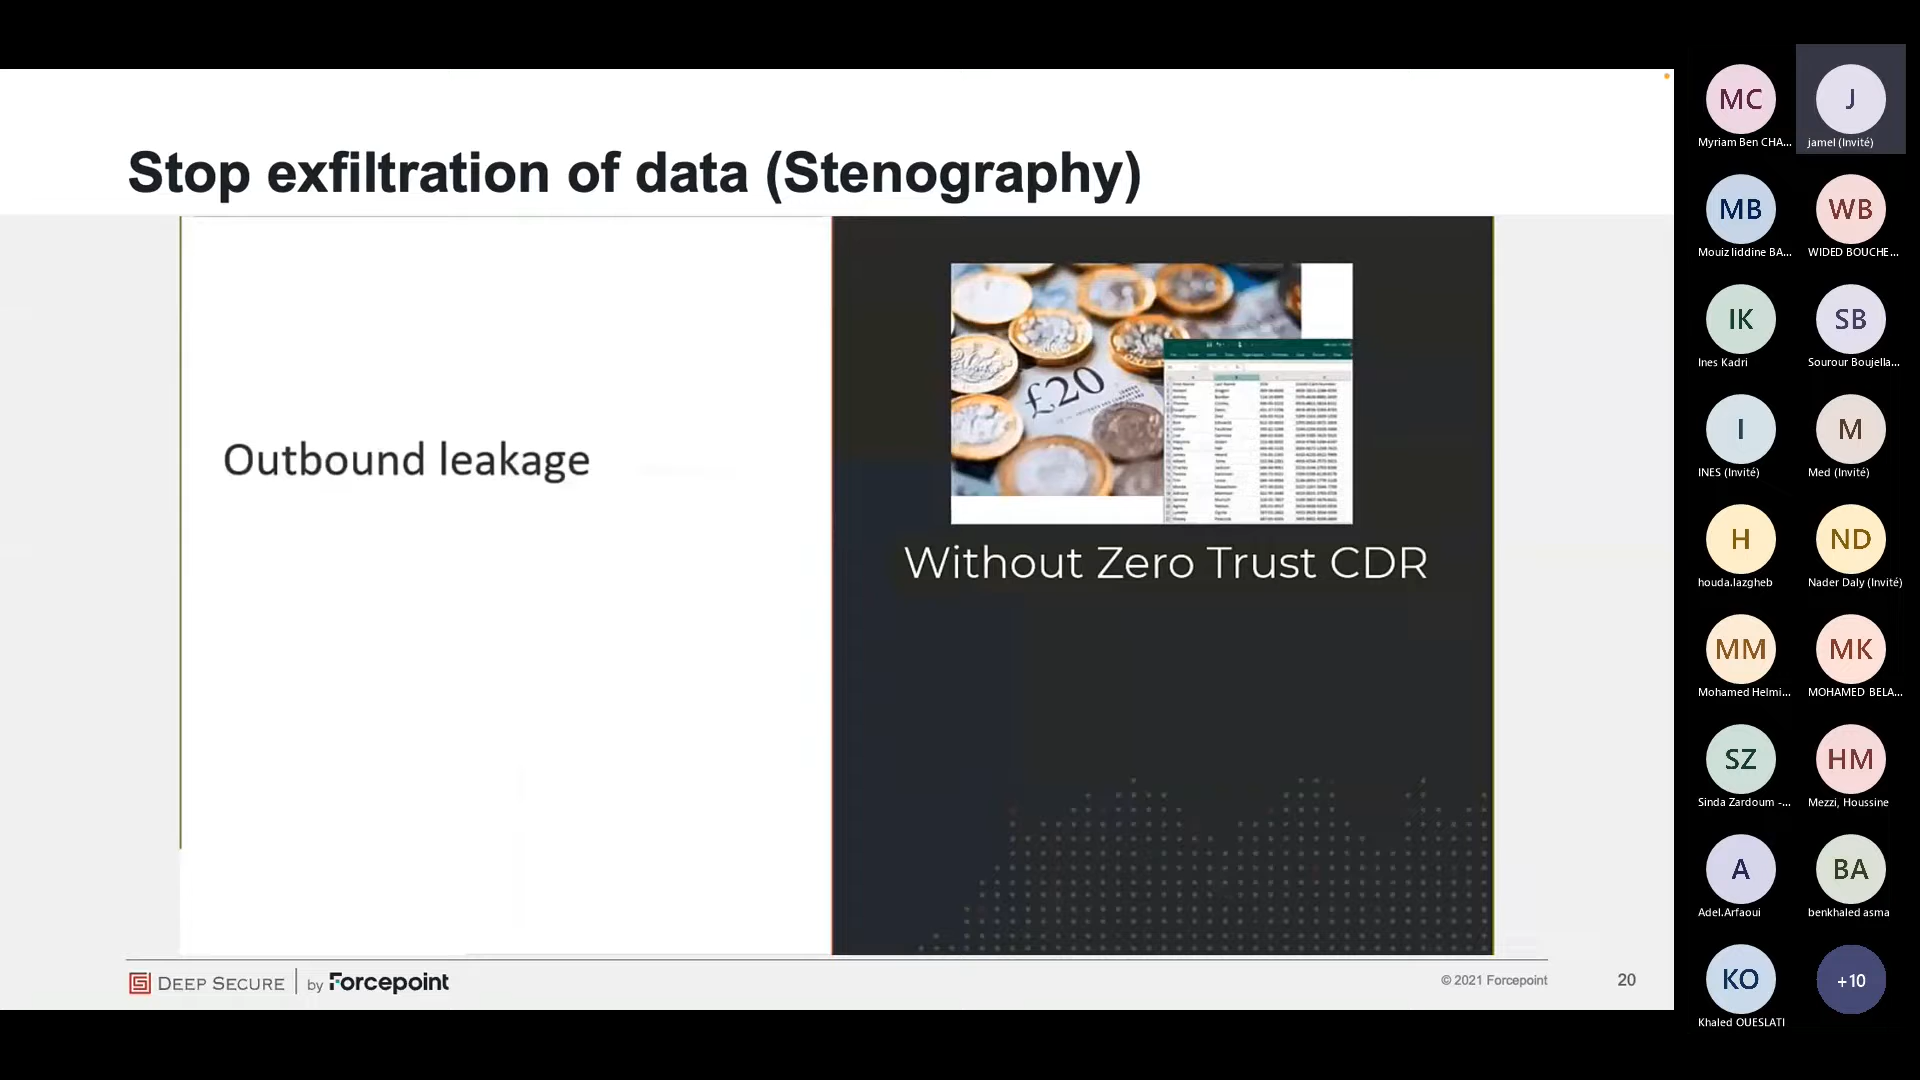 Stop exfiltration of data (Stenography)
Outbound leakage
£20
Without Zero Trust CDR
DEEP SECURE | by Forcepoint
© 2021 Forcepoint
20
MC
Myriam Ben CHA...
J
jamel (Invité)
MB
Mouiz liddine BA...
WB
WIDED BOUCHE...
IK
Ines Kadri
SB
Sourour Boujella...
I
INES (Invité)
M
Med (Invité)
H
houda.lazgheb
ND
Nader Daly (Invité)
MM
Mohamed Helmi...
MK
MOHAMED BELA...
SZ
Sinda Zardoum -...
HM
Mezzi, Houssine
A
Adel.Arfaoui
BA
benkhaled asma
KO
Khaled OUESLATI
+10